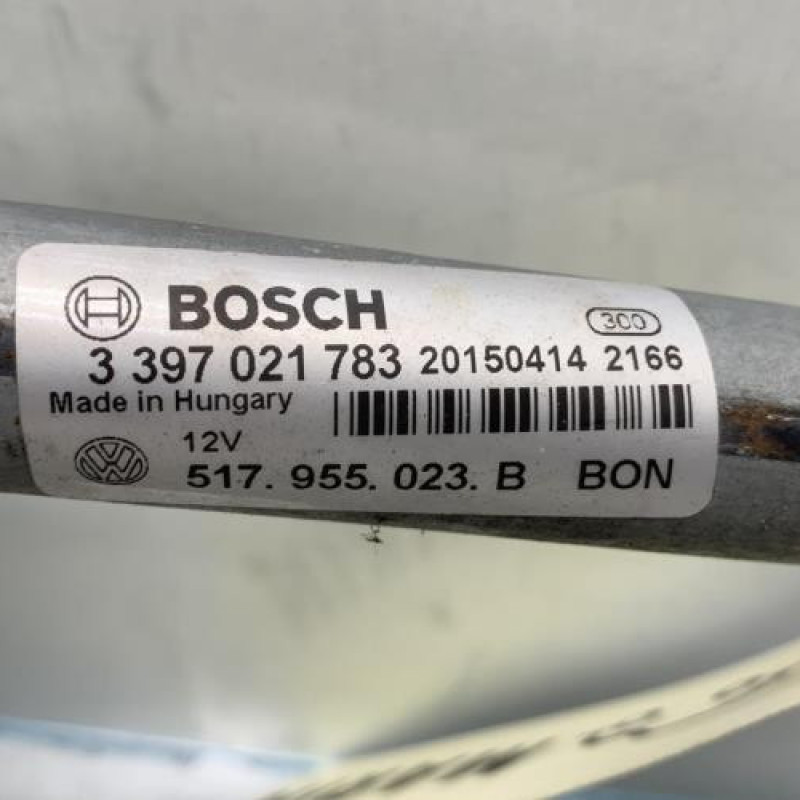 BOSCH 300
3 397 021 783 20150414 2166
Made in Hungary
12V
517. 955. 023. B BON